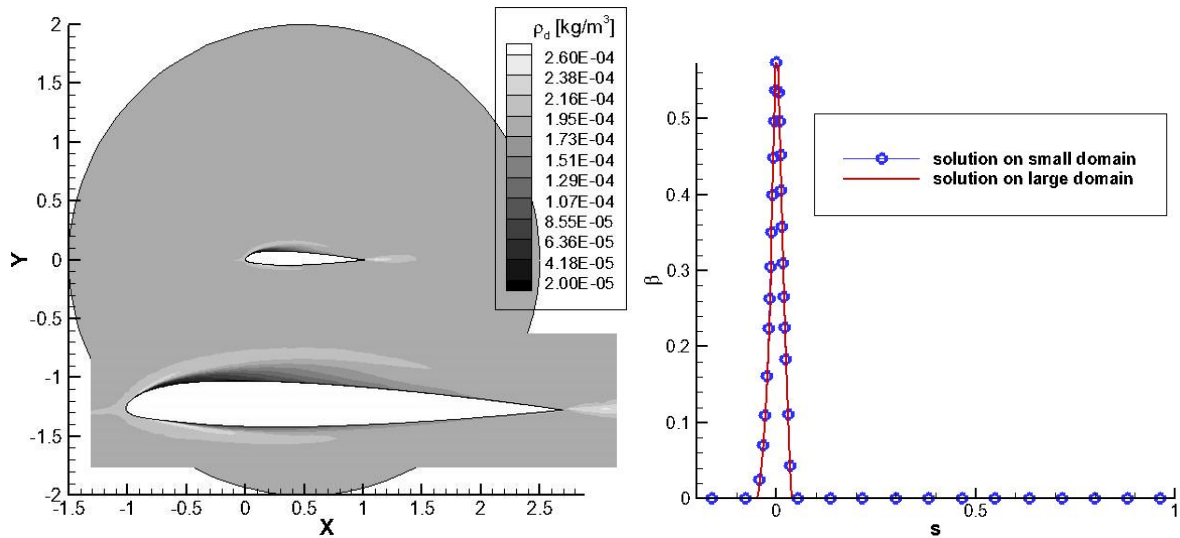 ρd [kg/m³]
2.60E-04
2.38E-04
2.16E-04
1.95E-04
1.73E-04
1.51E-04
1.29E-04
1.07E-04
8.55E-05
6.36E-05
4.18E-05
2.00E-05
2
1.5
1
0.5
0
-0.5
-1
-1.5
-2
Y
-1.5
-1
-0.5
0
0.5
1
1.5
2
2.5
X
solution on small domain
solution on large domain
0.5
0.4
0.3
0.2
0.1
0
β
0
0.5
1
s